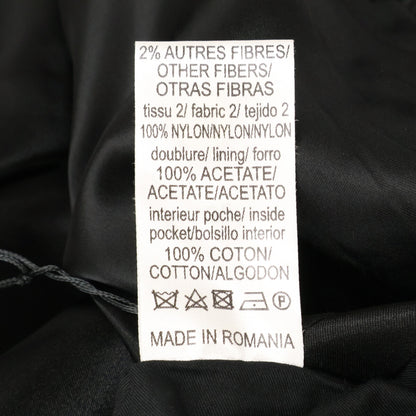 2% AUTRES FIBRES/
OTHER FIBERS/
OTRAS FIBRAS
tissu 2/ fabric 2/ tejido 2
100% NYLON/NYLON/NYLON
doublure/ lining/ forro
100% ACETATE/
ACETATE/ACETATO
interieur poche/ inside
pocket/bolsillo interior
100% COTON/
COTTON/ALGODON
P
MADE IN ROMANIA